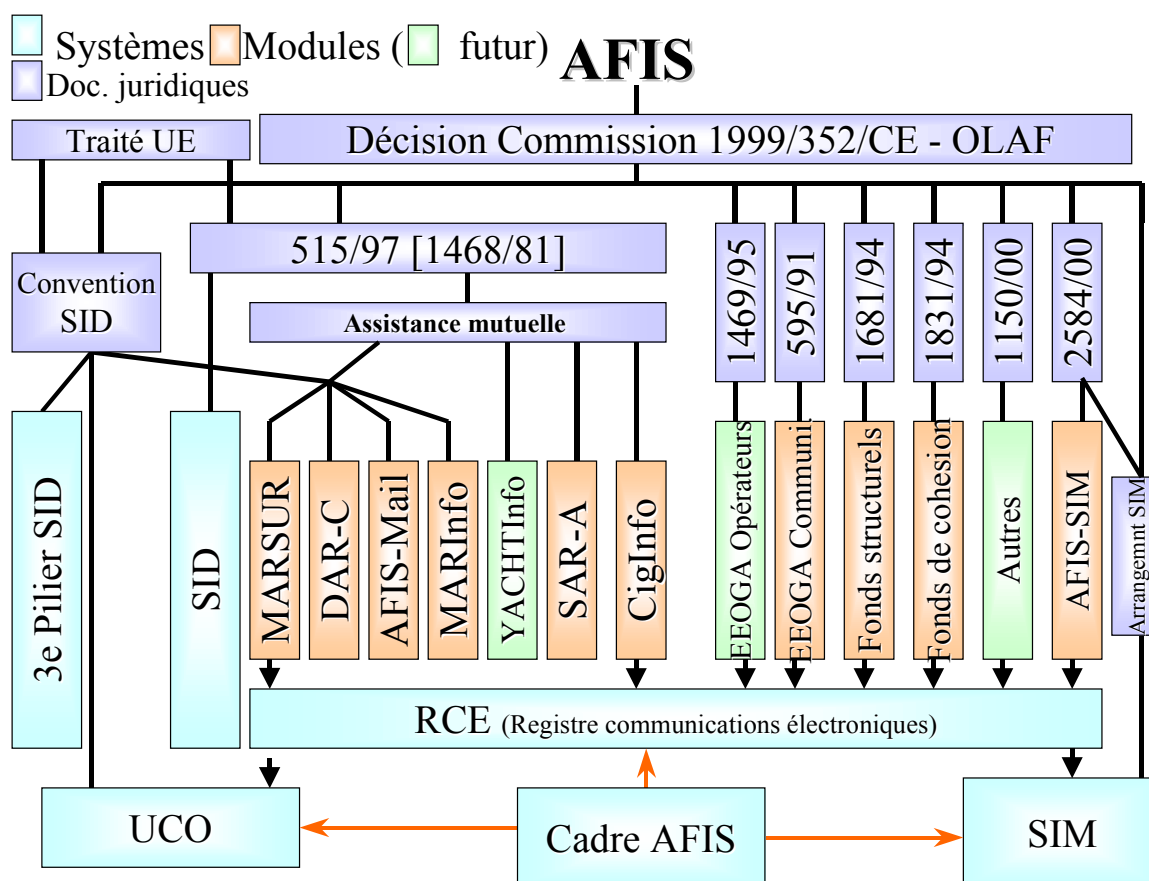 Systèmes Modules ( futur)
Doc. juridiques
AFIS
Traité UE
Décision Commission 1999/352/CE - OLAF
Convention
SID
515/97 [1468/81]
Assistance mutuelle
1469/95
595/91
1681/94
1831/94
1150/00
2584/00
3e Pilier SID
SID
MARSUR
DAR-C
AFIS-Mail
MARInfo
YACHTInfo
SAR-A
CigInfo
EEOGA Opérateurs
EEOGA Communit.
Fonds structurels
Fonds de cohesion
Autres
AFIS-SIM
Arrangemnt SIM
RCE (Registre communications électroniques)
UCO
Cadre AFIS
SIM